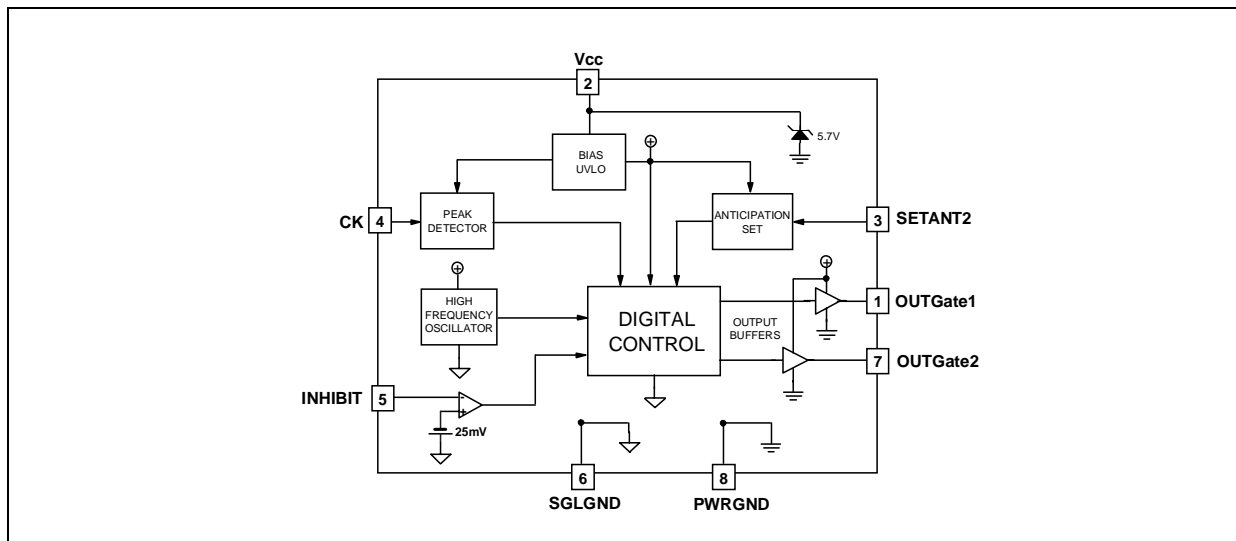 Vcc
2
5.7V
BIAS
UVLO
CK
4
PEAK
DETECTOR
ANTICIPATION
SET
3
SETANT2
HIGH
FREQUENCY
OSCILLATOR
DIGITAL
CONTROL
OUTPUT
BUFFERS
1
OUTGate1
7
OUTGate2
INHIBIT
5
-
+
25mV
6
SGLGND
8
PWRGND